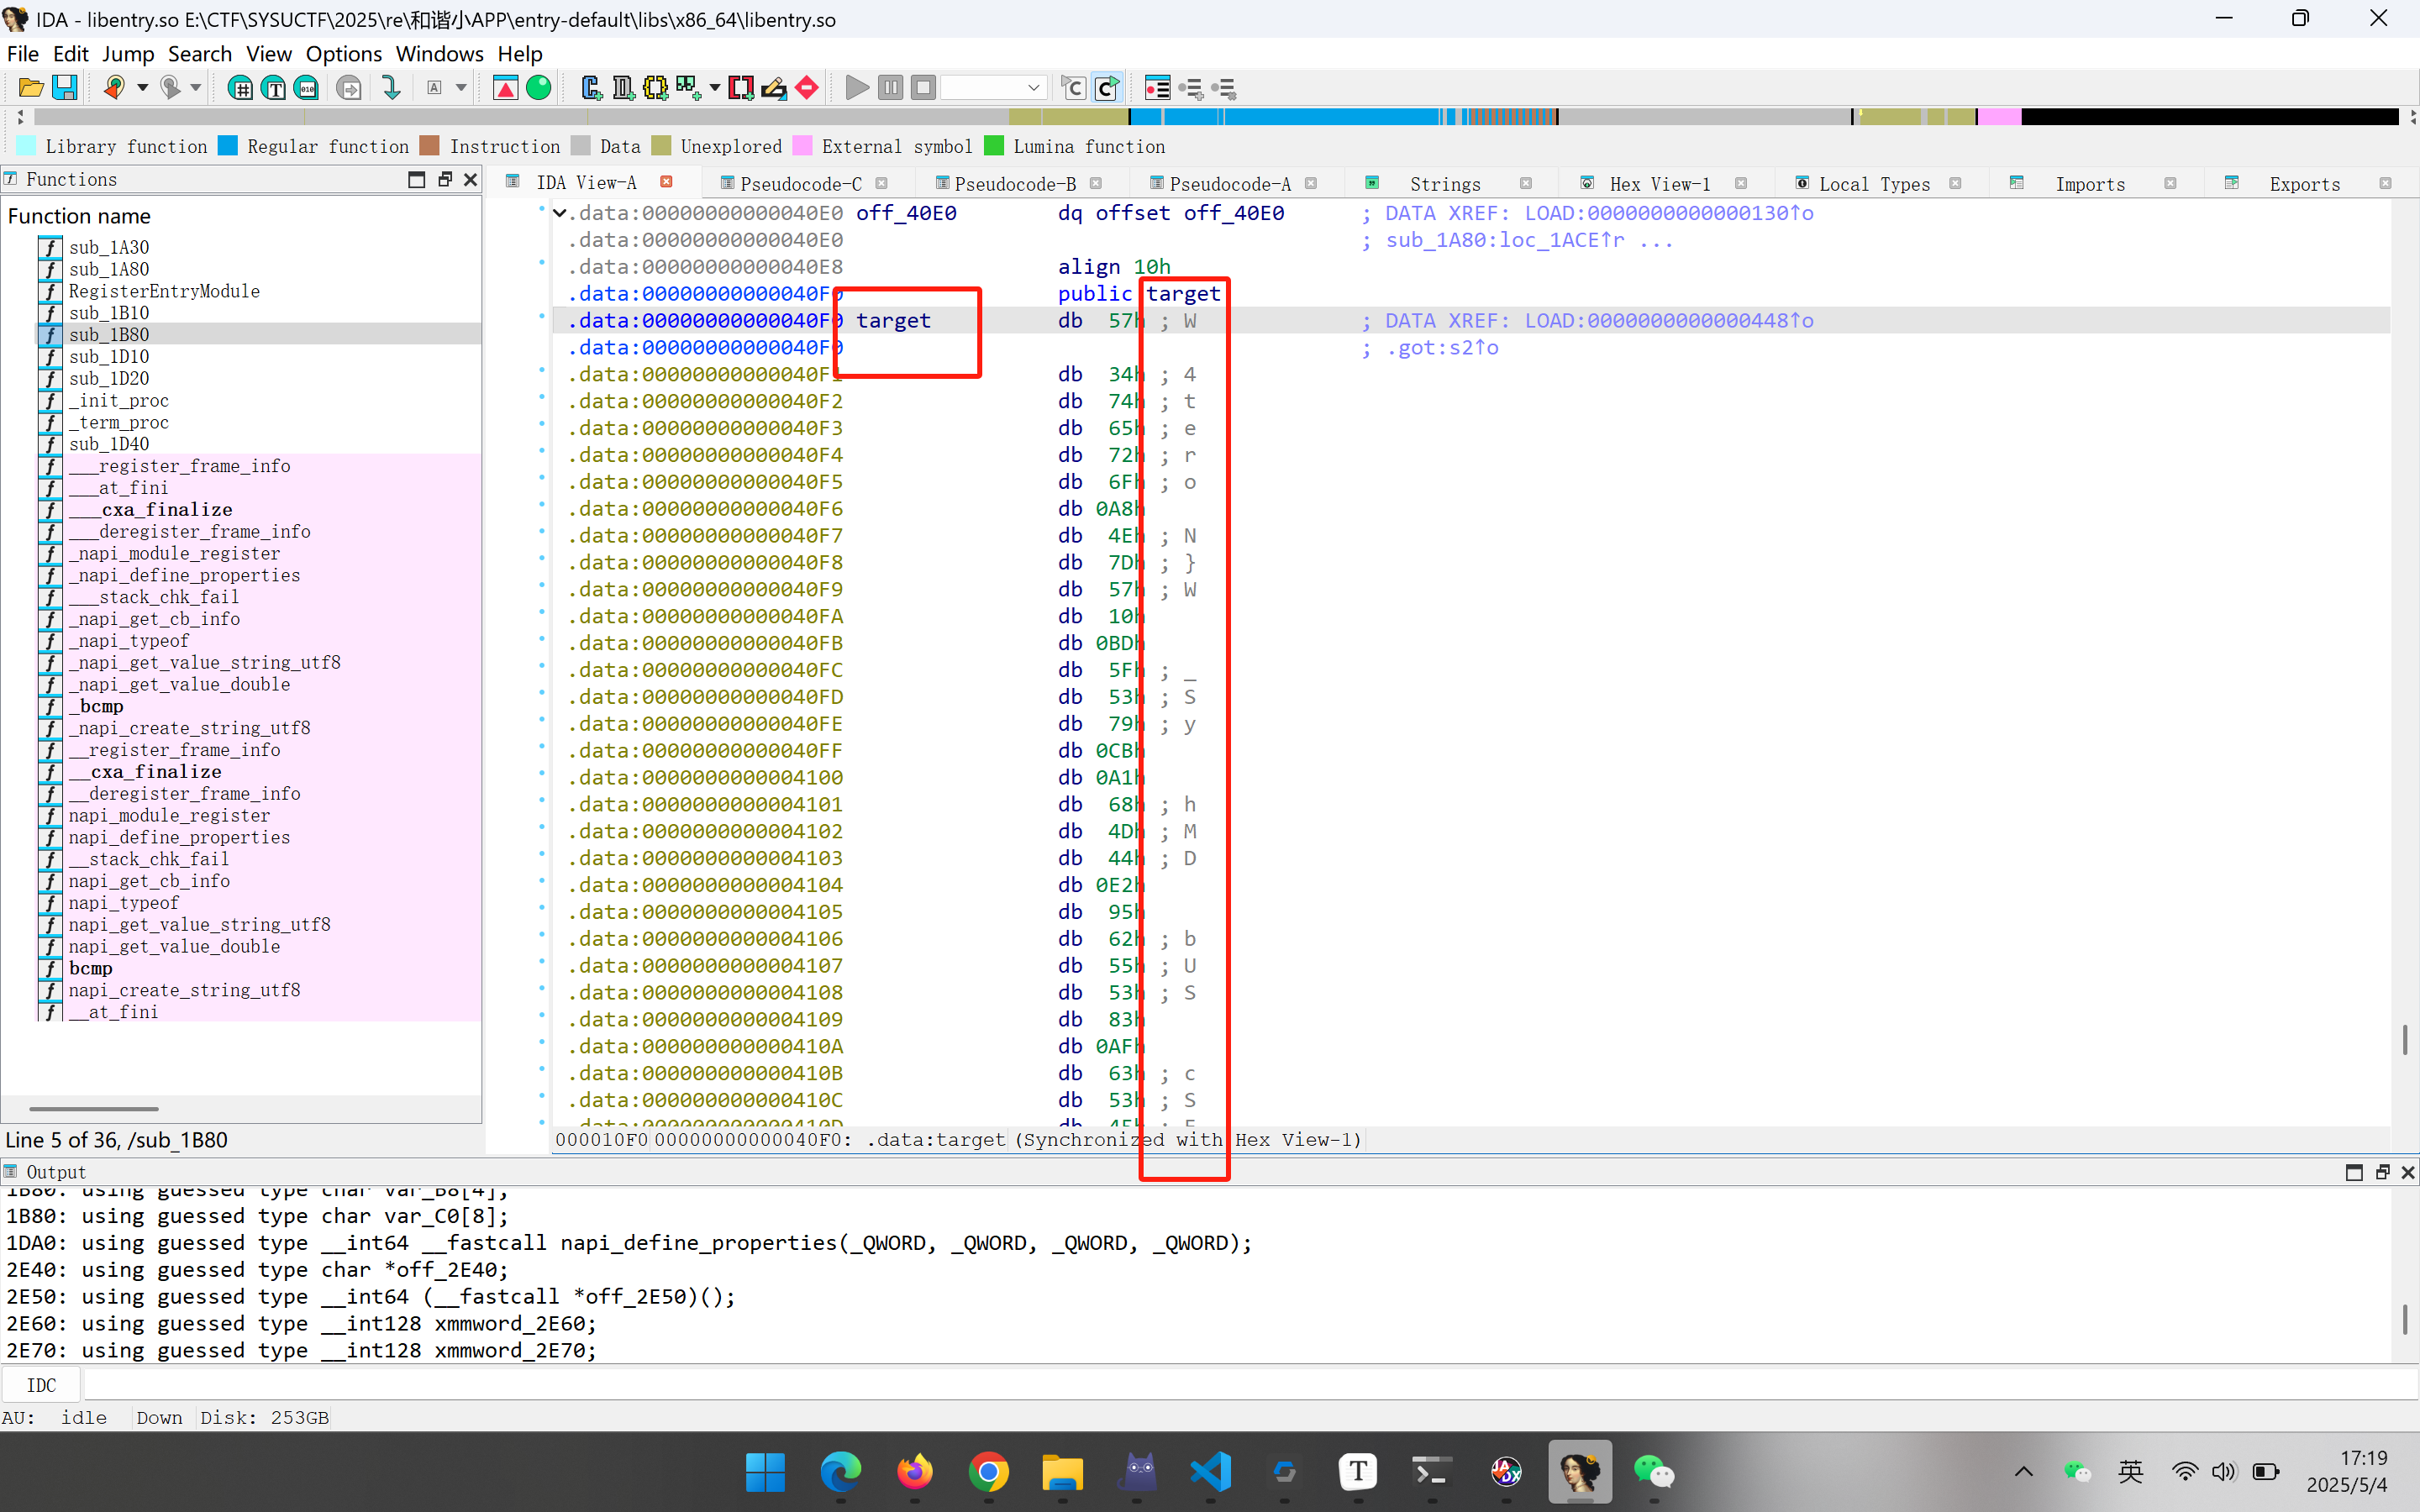 IDA - libentry.so E:\CTF\SYSUCTF\2025\re\和谐小APP\entry-default\libs\x86_64\libentry.so
File Edit Jump Search View Options Windows Help
Library function Regular function Instruction Data Unexplored External symbol Lumina function
Functions
IDA View-A Pseudocode-C Pseudocode-B Pseudocode-A Strings Hex View-1 Local Types Imports Exports
Function name
sub_1A30
sub_1A80
RegisterEntryModule
sub_1B10
sub_1B80
sub_1D10
sub_1D20
_init_proc
_term_proc
sub_1D40
___register_frame_info
___at_fini
___cxa_finalize
___deregister_frame_info
_napi_module_register
_napi_define_properties
___stack_chk_fail
_napi_get_cb_info
_napi_typeof
_napi_get_value_string_utf8
_napi_get_value_double
_bcmp
_napi_create_string_utf8
__register_frame_info
__cxa_finalize
__deregister_frame_info
napi_module_register
napi_define_properties
__stack_chk_fail
napi_get_cb_info
napi_typeof
napi_get_value_string_utf8
napi_get_value_double
bcmp
napi_create_string_utf8
__at_fini
Line 5 of 36, /sub_1B80
.data:00000000000040E0 off_40E0 dq offset off_40E0 ; DATA XREF: LOAD:0000000000000130↑o
.data:00000000000040E0 ; sub_1A80:loc_1ACE↑r ...
.data:00000000000040E8 align 10h
.data:00000000000040F0 public target
.data:00000000000040F0 target db 57h ; W ; DATA XREF: LOAD:0000000000000448↑o
.data:00000000000040F0 ; .got:s2↑o
.data:00000000000040F1 db 34h ; 4
.data:00000000000040F2 db 74h ; t
.data:00000000000040F3 db 65h ; e
.data:00000000000040F4 db 72h ; r
.data:00000000000040F5 db 6Fh ; o
.data:00000000000040F6 db 0A8h
.data:00000000000040F7 db 4Eh ; N
.data:00000000000040F8 db 7Dh ; }
.data:00000000000040F9 db 57h ; W
.data:00000000000040FA db 10h
.data:00000000000040FB db 0BDh
.data:00000000000040FC db 5Fh ; _
.data:00000000000040FD db 53h ; S
.data:00000000000040FE db 79h ; y
.data:00000000000040FF db 0CBh
.data:0000000000004100 db 0A1h
.data:0000000000004101 db 68h ; h
.data:0000000000004102 db 4Dh ; M
.data:0000000000004103 db 44h ; D
.data:0000000000004104 db 0E2h
.data:0000000000004105 db 95h
.data:0000000000004106 db 62h ; b
.data:0000000000004107 db 55h ; U
.data:0000000000004108 db 53h ; S
.data:0000000000004109 db 83h
.data:000000000000410A db 0AFh
.data:000000000000410B db 63h ; c
.data:000000000000410C db 53h ; S
000010F0 00000000000040F0: .data:target (Synchronized with Hex View-1)
Output
1B80: using guessed type char var_B8[4];
1B80: using guessed type char var_C0[8];
1DA0: using guessed type __int64 __fastcall napi_define_properties(_QWORD, _QWORD, _QWORD, _QWORD);
2E40: using guessed type char *off_2E40;
2E50: using guessed type __int64 (__fastcall *off_2E50)();
2E60: using guessed type __int128 xmmword_2E60;
2E70: using guessed type __int128 xmmword_2E70;
IDC
AU: idle Down Disk: 253GB
英
17:19
2025/5/4